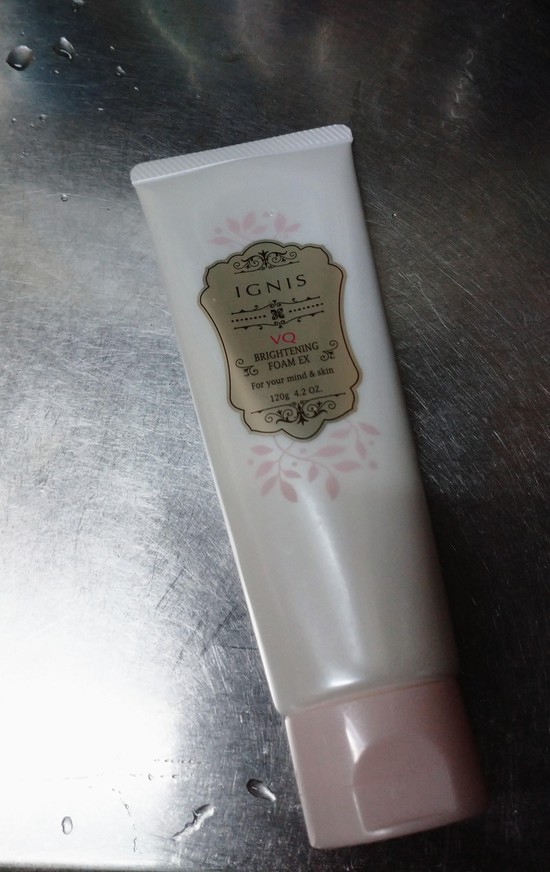 IGNIS
VQ
BRIGHTENING
FOAM EX
For your mind & skin
120g 4.2 OZ.